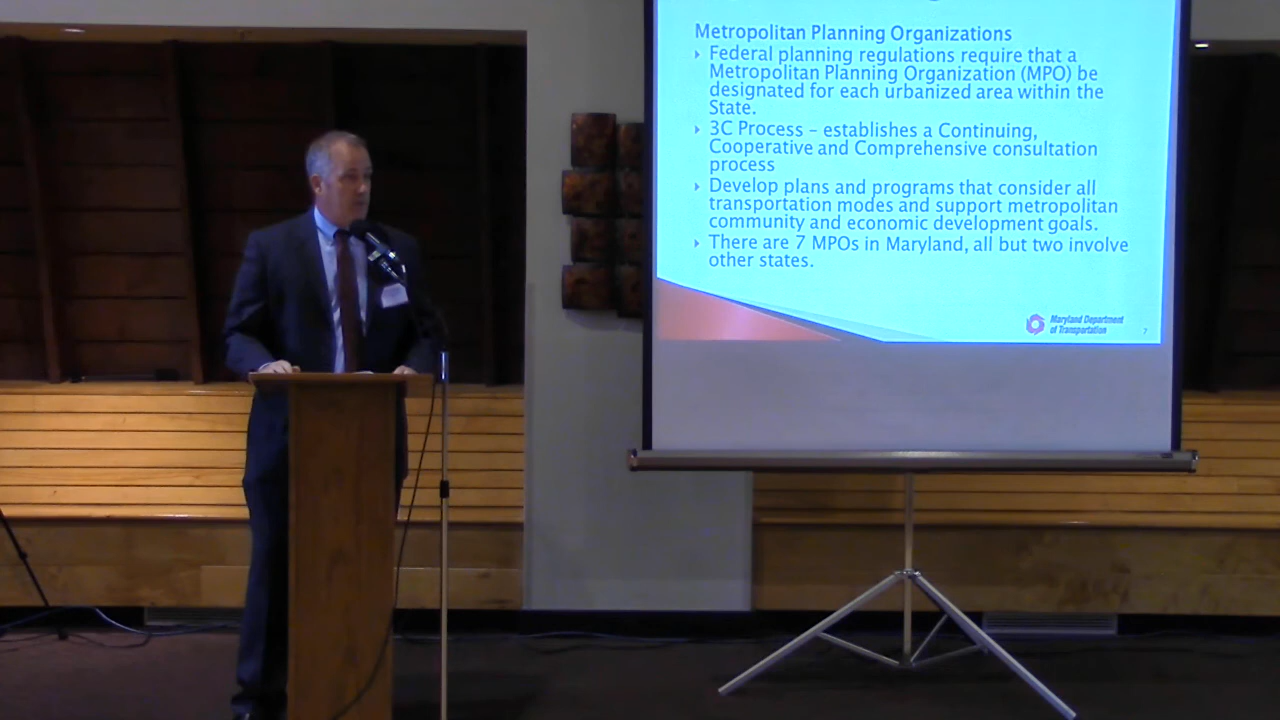 Metropolitan Planning Organizations
Federal planning regulations require that a
Metropolitan Planning Organization (MPO) be
designated for each urbanized area within the
State.
3C Process – establishes a Continuing,
Cooperative and Comprehensive consultation
process
Develop plans and programs that consider all
transportation modes and support metropolitan
community and economic development goals.
There are 7 MPOs in Maryland, all but two involve
other states.
Maryland Department
of Transportation
7